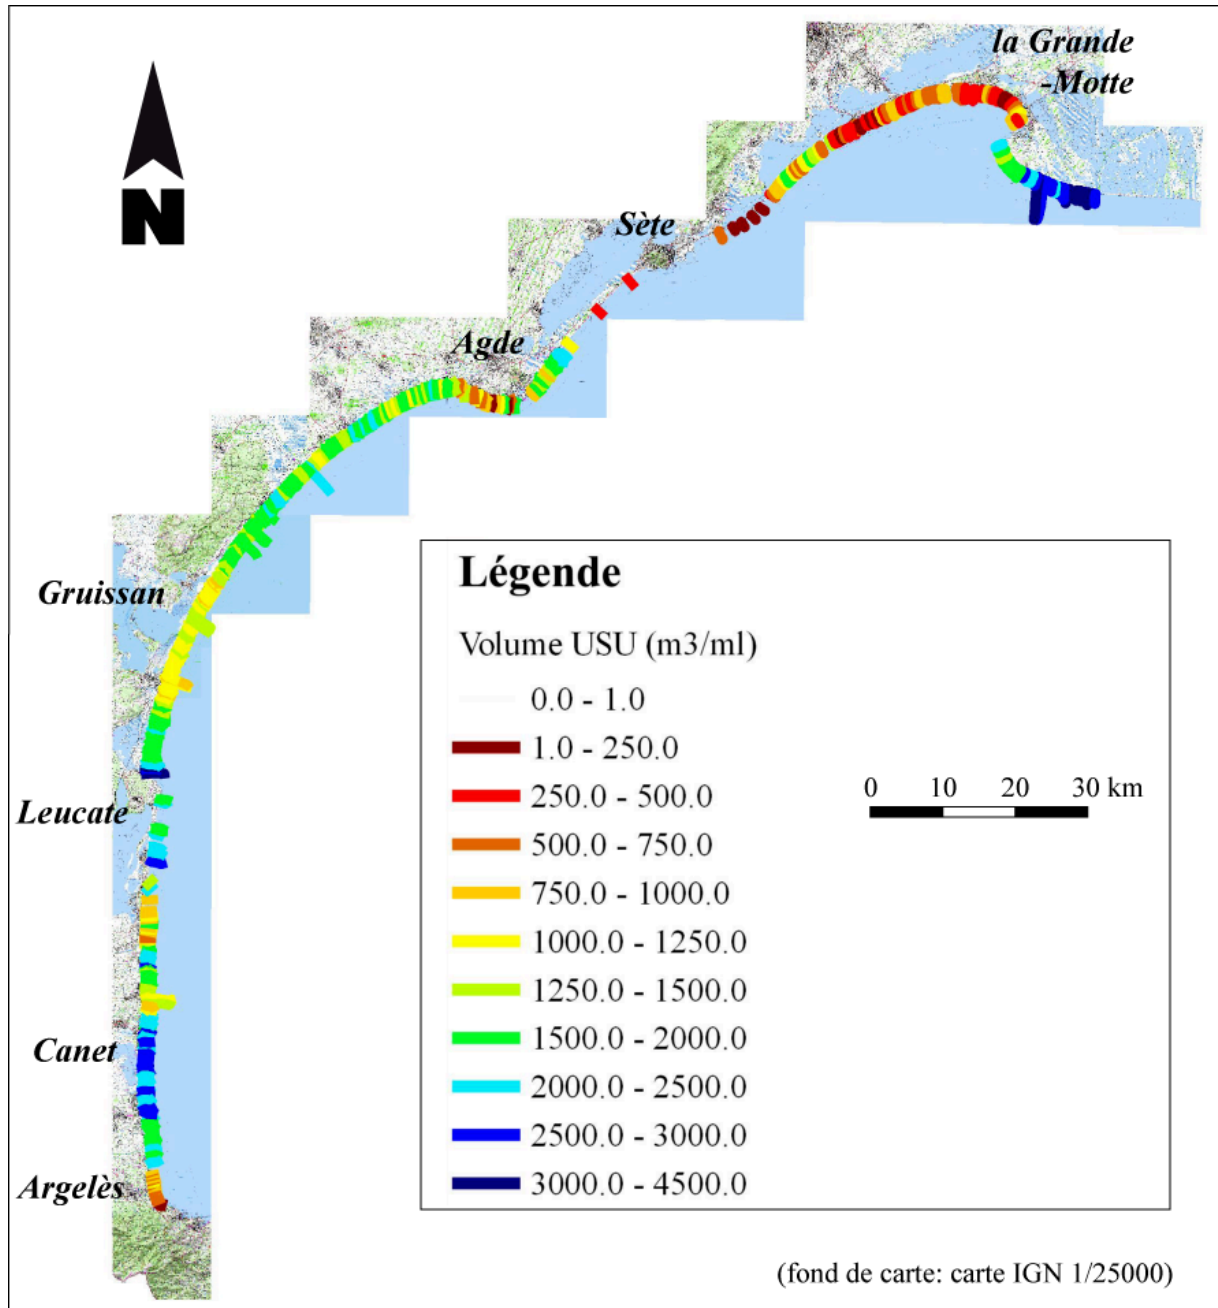 la Grande
-Motte
N
Sète
Agde
Gruissan
Leucate
Canet
Argelès
Légende
Volume USU (m3/ml)
0.0 - 1.0
1.0 - 250.0
250.0 - 500.0
500.0 - 750.0
750.0 - 1000.0
1000.0 - 1250.0
1250.0 - 1500.0
1500.0 - 2000.0
2000.0 - 2500.0
2500.0 - 3000.0
3000.0 - 4500.0
0 10 20 30 km
(fond de carte: carte IGN 1/25000)